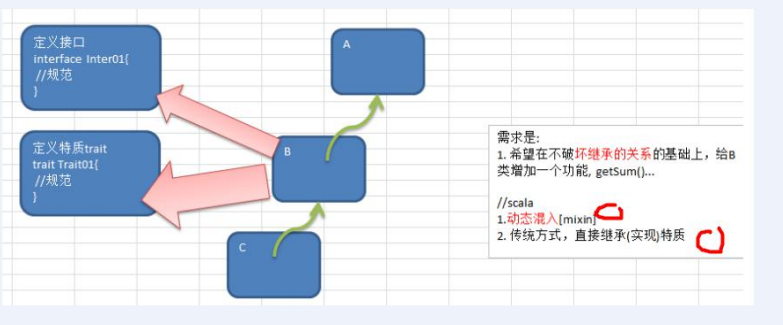 定义接口
interface Inter01{
//规范
}
A
定义特质trait
trait Trait01{
//规范
}
B
C
需求是:
1. 希望在不破坏继承的关系的基础上，给B
类增加一个功能, getSum()...
//scala
1.动态混入[mixin]
2. 传统方式，直接继承(实现)特质